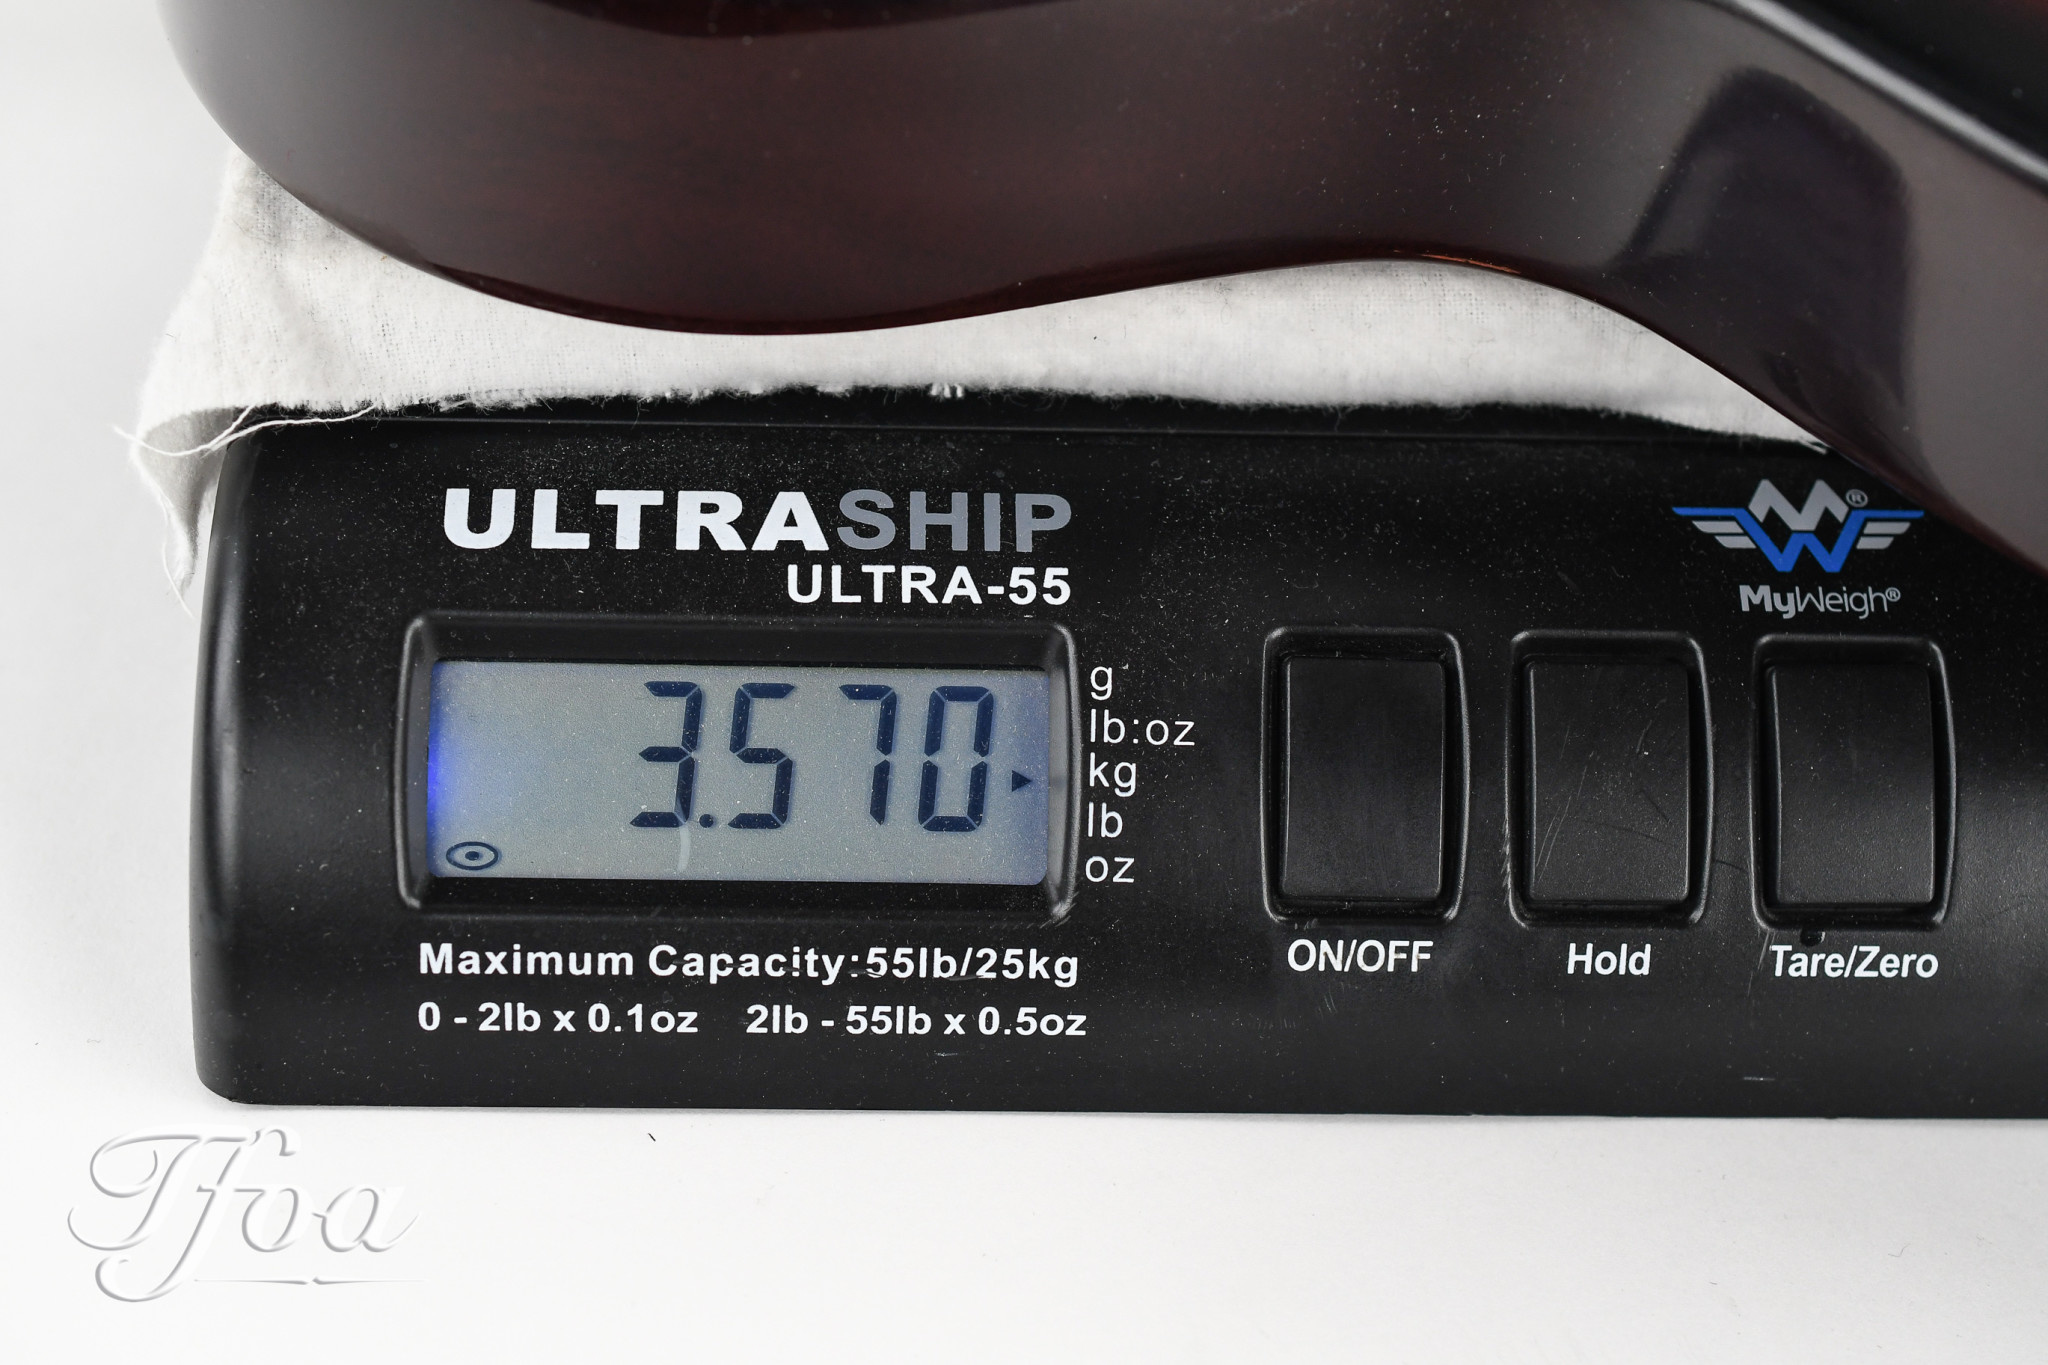 ULTRASHIP
ULTRA-55
MW®
MyWeigh®
3.570
g
lb:oz
kg
lb
oz
Maximum Capacity:55lb/25kg
0 - 2lb x 0.1oz 2lb - 55lb x 0.5oz
ON/OFF
Hold
Tare/Zero
Tfoa